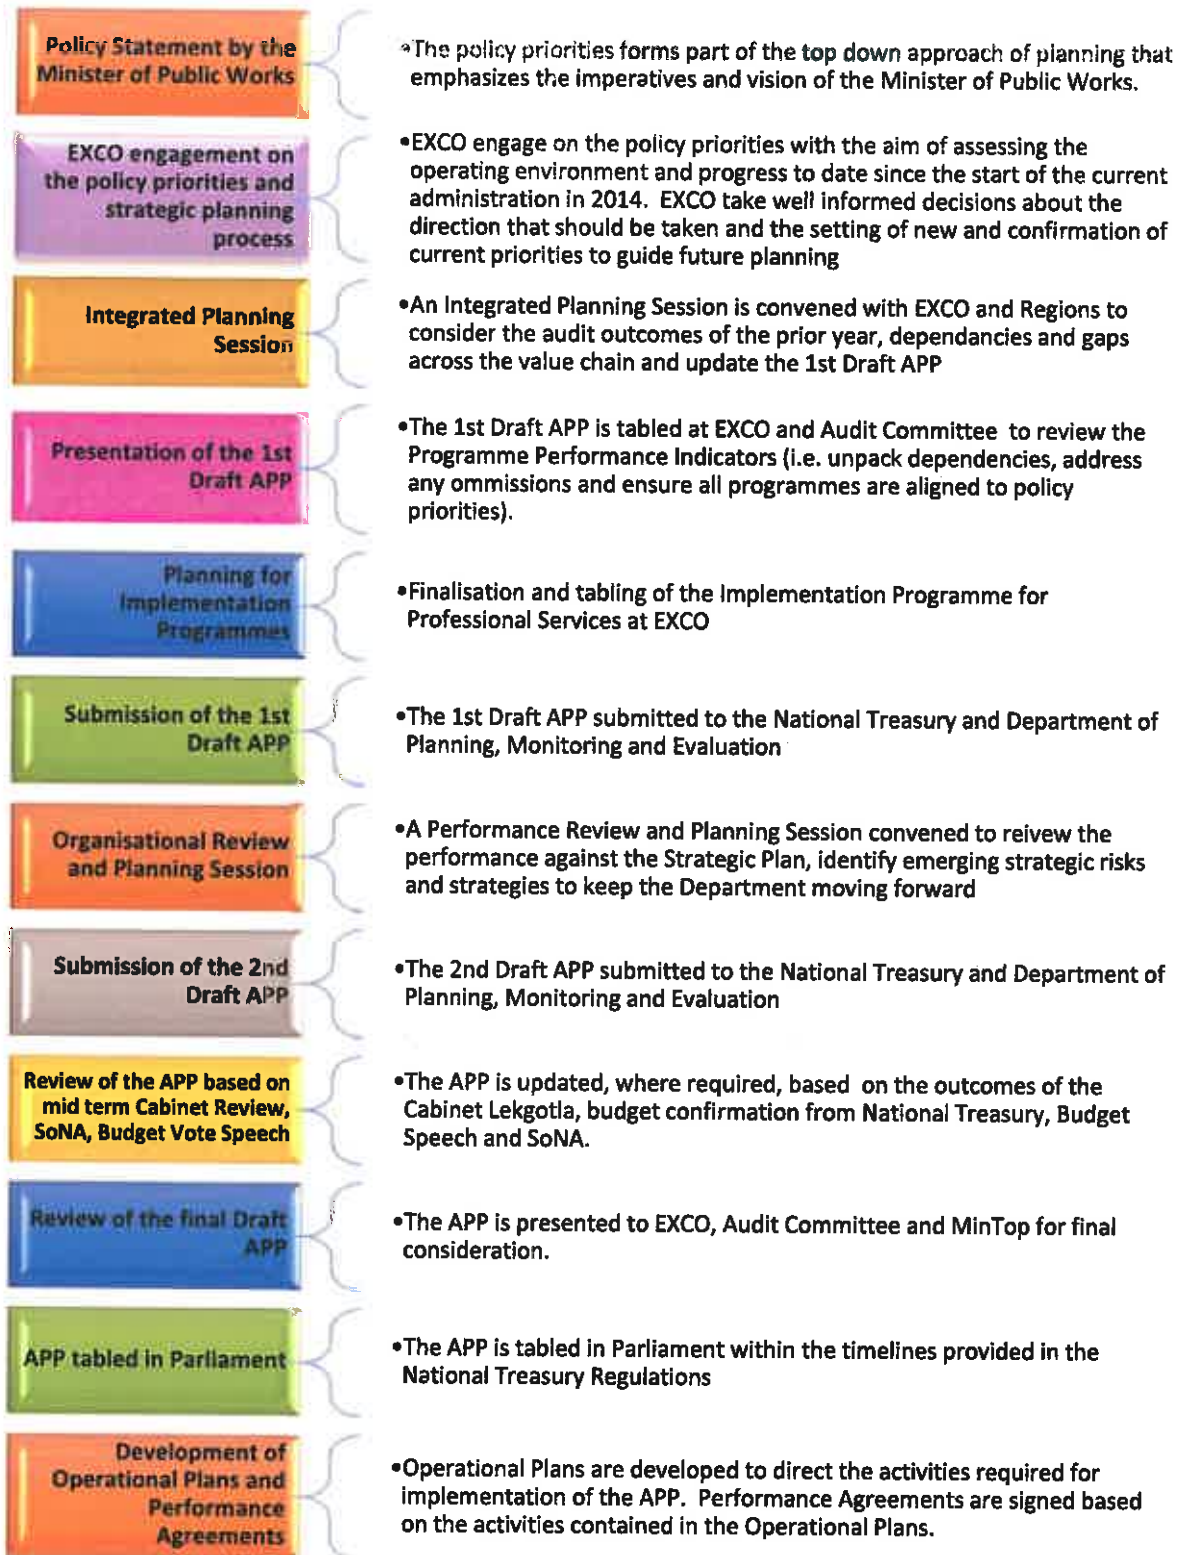 Policy Statement by the
Minister of Public Works
•The policy priorities forms part of the top down approach of planning that
emphasizes the imperatives and vision of the Minister of Public Works.
EXCO engagement on
the policy priorities and
strategic planning
process
•EXCO engage on the policy priorities with the aim of assessing the
operating environment and progress to date since the start of the current
administration in 2014.  EXCO take well informed decisions about the
direction that should be taken and the setting of new and confirmation of
current priorities to guide future planning
Integrated Planning
Session
•An Integrated Planning Session is convened with EXCO and Regions to
consider the audit outcomes of the prior year, dependancies and gaps
across the value chain and update the 1st Draft APP
Presentation of the 1st
Draft APP
•The 1st Draft APP is tabled at EXCO and Audit Committee  to review the
Programme Performance Indicators (i.e. unpack dependencies, address
any ommissions and ensure all programmes are aligned to policy
priorities).
Planning for
Implementation
Programmes
•Finalisation and tabling of the Implementation Programme for
Professional Services at EXCO
Submission of the 1st
Draft APP
•The 1st Draft APP submitted to the National Treasury and Department of
Planning, Monitoring and Evaluation
Organisational Review
and Planning Session
•A Performance Review and Planning Session convened to reivew the
performance against the Strategic Plan, identify emerging strategic risks
and strategies to keep the Department moving forward
Submission of the 2nd
Draft APP
•The 2nd Draft APP submitted to the National Treasury and Department of
Planning, Monitoring and Evaluation
Review of the APP based on
mid term Cabinet Review,
SoNA, Budget Vote Speech
•The APP is updated, where required, based  on the outcomes of the
Cabinet Lekgotla, budget confirmation from National Treasury, Budget
Speech and SoNA.
Review of the final Draft
APP
•The APP is presented to EXCO, Audit Committee and MinTop for final
consideration.
APP tabled in Parliament
•The APP is tabled in Parliament within the timelines provided in the
National Treasury Regulations
Development of
Operational Plans and
Performance
Agreements
•Operational Plans are developed to direct the activities required for
implementation of the APP.  Performance Agreements are signed based
on the activities contained in the Operational Plans.